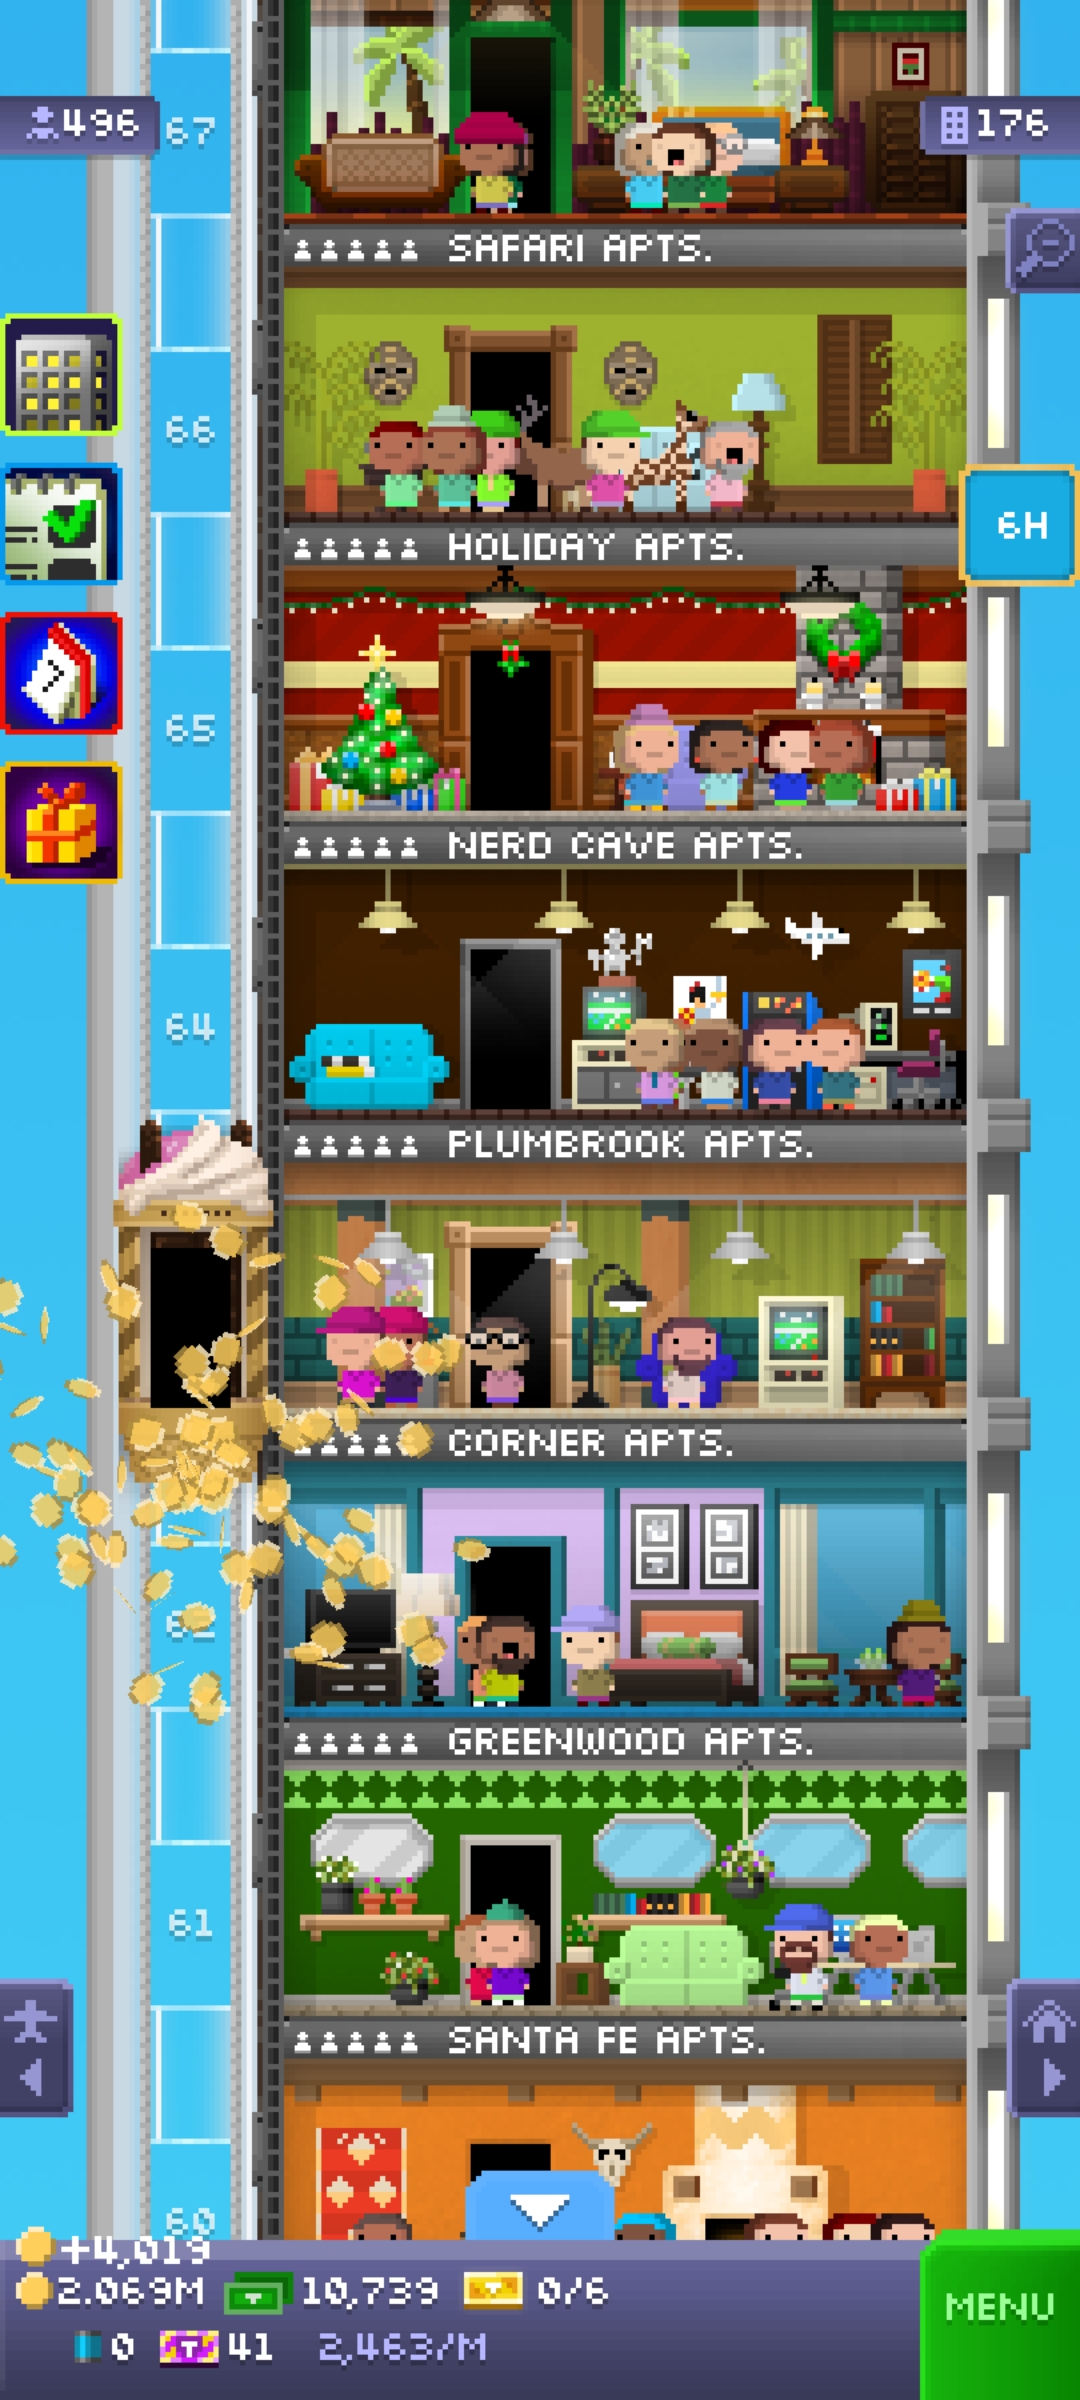 496
67
176
SAFARI APTS.
66
6H
HOLIDAY APTS.
65
NERD CAVE APTS.
64
PLUMBROOK APTS.
CORNER APTS.
62
GREENWOOD APTS.
61
SANTA FE APTS.
60
+4,019
2.069M 10,739 0/6
0 T 41 2,463/M
MENU